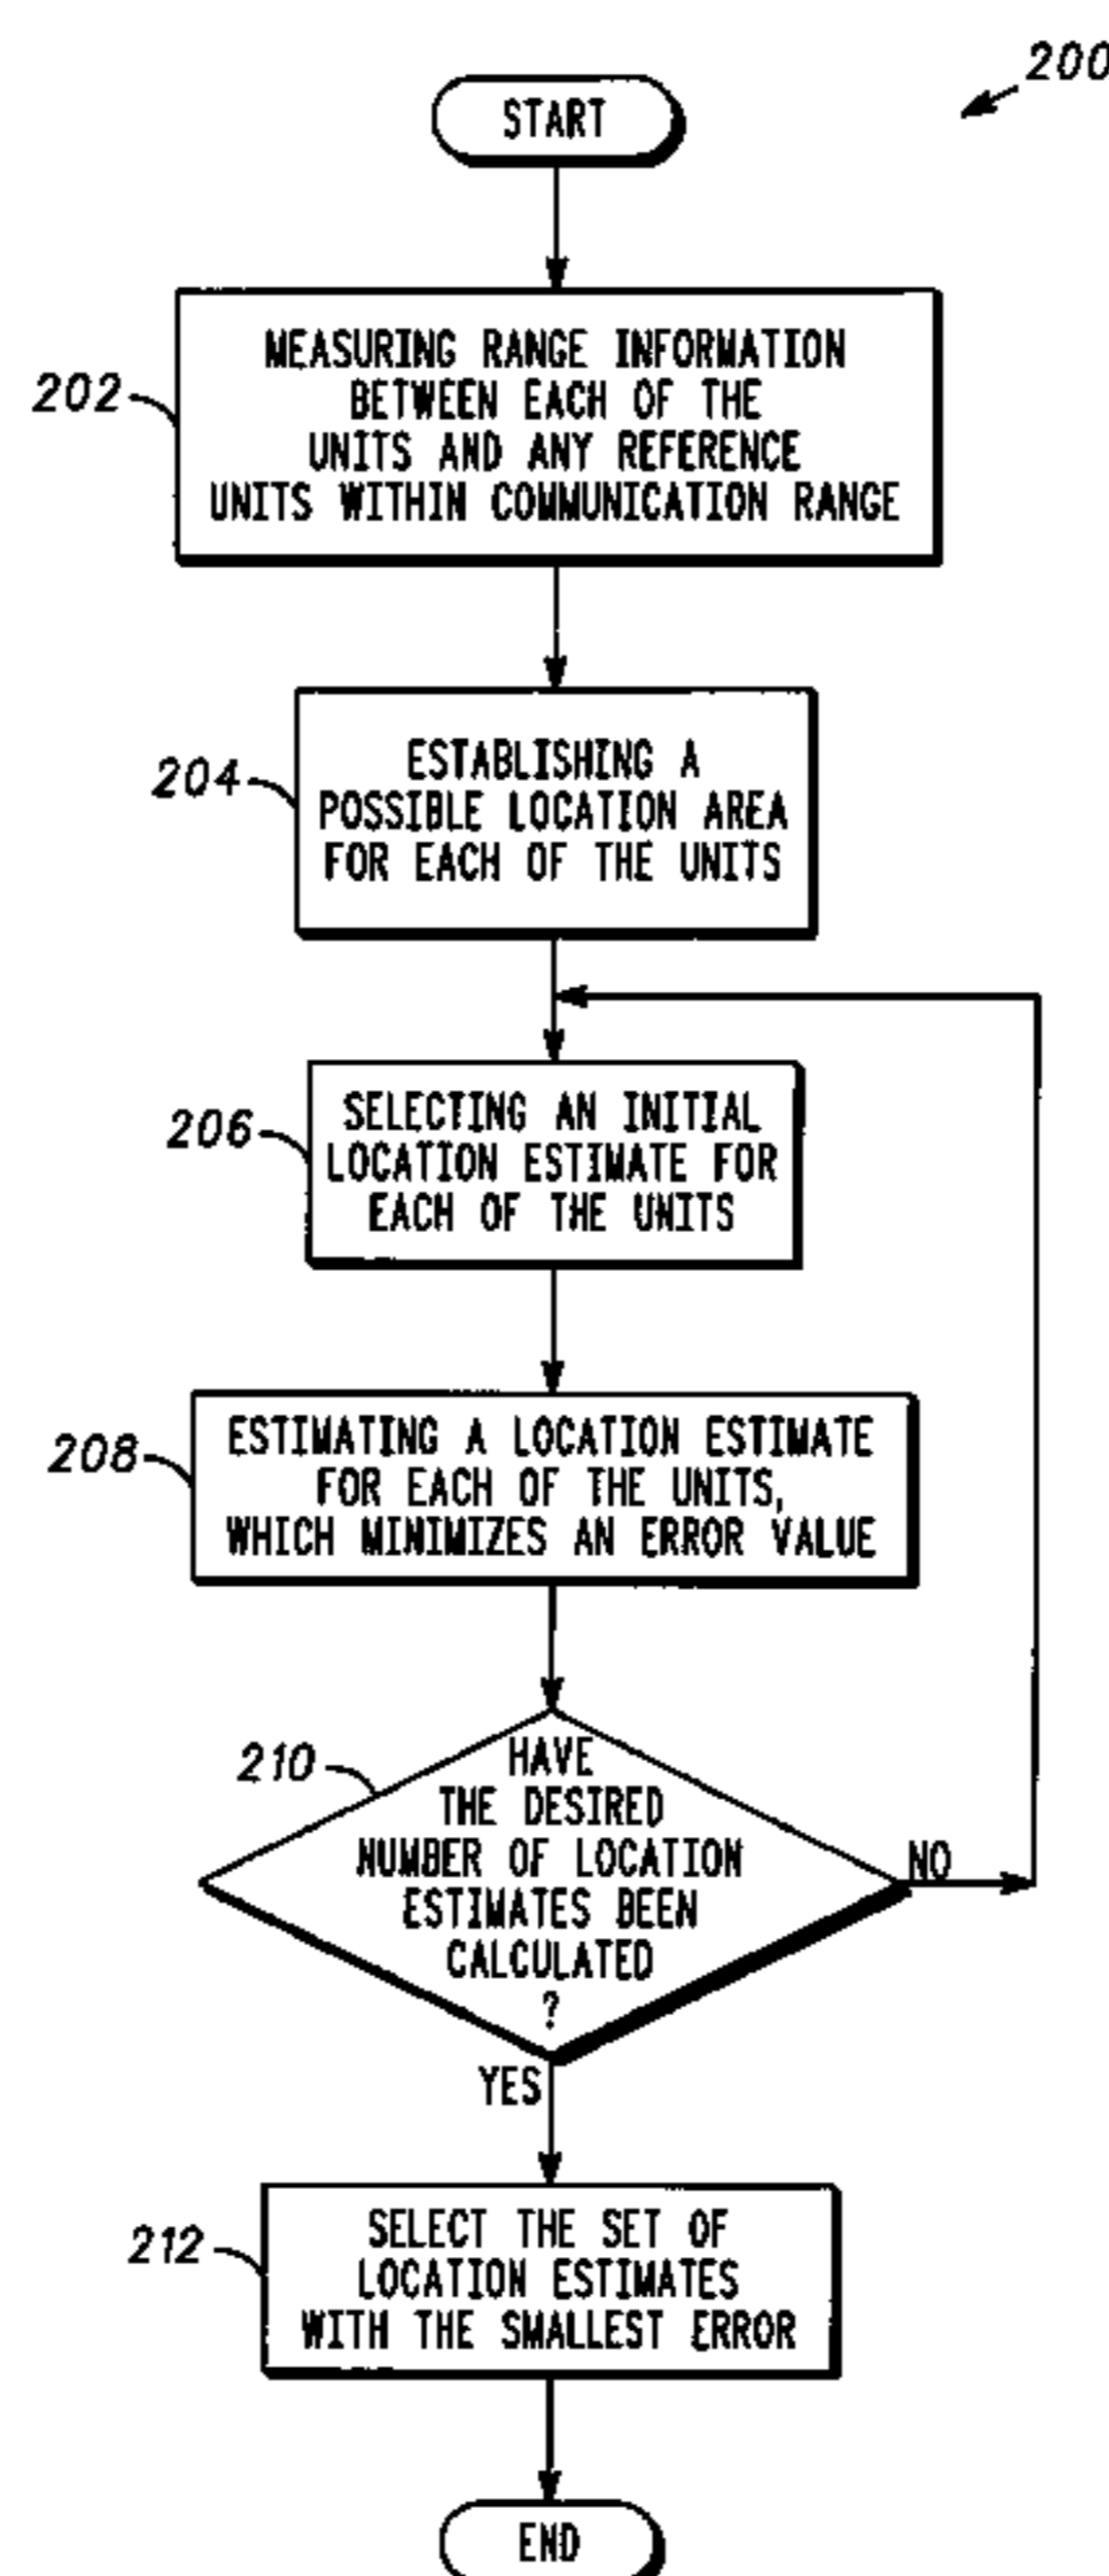 200
START
202
MEASURING RANGE INFORMATION
BETWEEN EACH OF THE
UNITS AND ANY REFERENCE
UNITS WITHIN COMMUNICATION RANGE
204
ESTABLISHING A
POSSIBLE LOCATION AREA
FOR EACH OF THE UNITS
206
SELECTING AN INITIAL
LOCATION ESTIMATE FOR
EACH OF THE UNITS
208
ESTIMATING A LOCATION ESTIMATE
FOR EACH OF THE UNITS,
WHICH MINIMIZES AN ERROR VALUE
210
HAVE
THE DESIRED
NUMBER OF LOCATION
ESTIMATES BEEN
CALCULATED
?
NO
YES
212
SELECT THE SET OF
LOCATION ESTIMATES
WITH THE SMALLEST ERROR
END